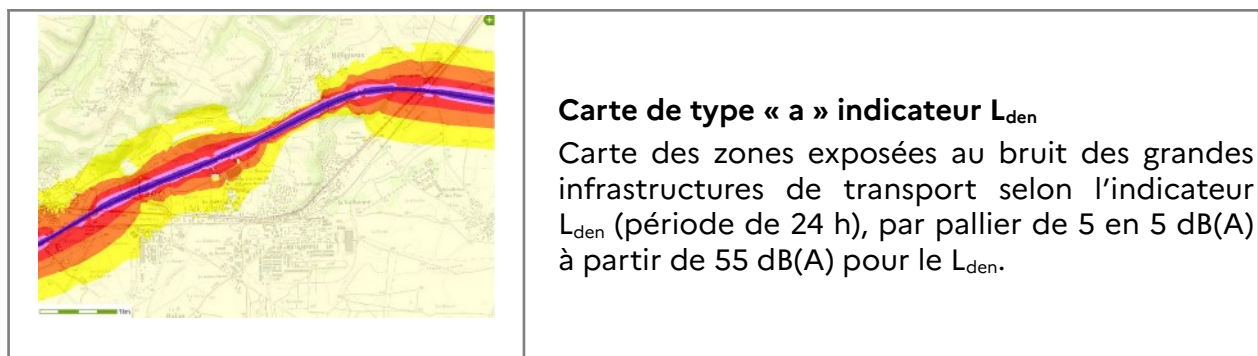 Carte de type « a » indicateur Lden
Carte des zones exposées au bruit des grandes
infrastructures de transport selon l’indicateur
Lden (période de 24 h), par pallier de 5 en 5 dB(A)
à partir de 55 dB(A) pour le Lden.